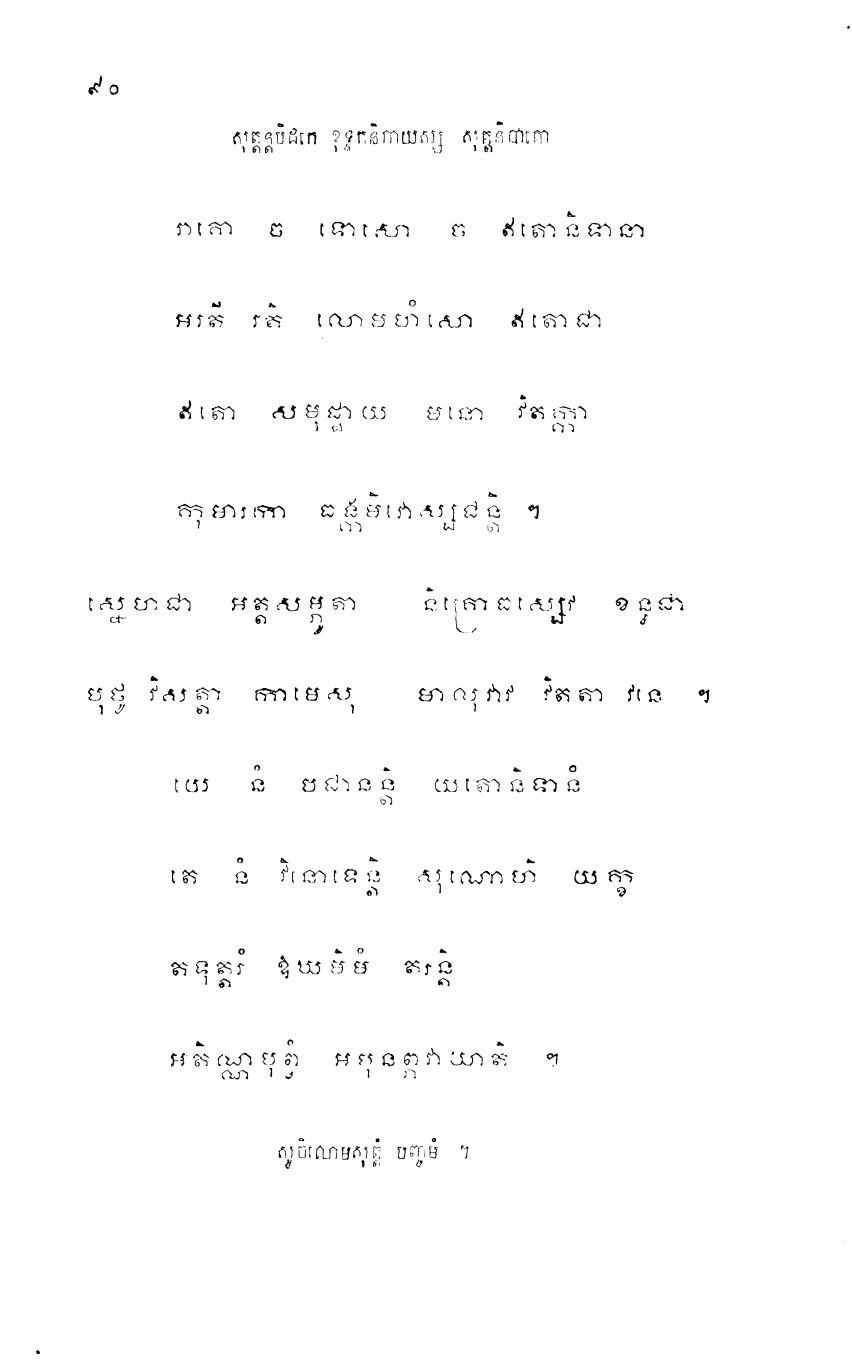 ៩០
សុត្តន្តបិដកេ ខុទ្ទកនិកាយស្ស សុត្តនិបាតោ
រាគោ ច ទោសោ ច ឥតោនិទានា
អរតី រតិ លោមហំសោ ឥតោជា
ឥតោ សមុដ្ឋាយ មនោ វិតក្កា
កុមារកា ធង្កមិវោស្សជន្តិ ។
ស្នេហជា អត្តសម្ភូតា និគ្រោធស្សេវ ខន្ធជា
បុថូ វិសត្តា កាមេសុ មាលុវាវ វិតតា វនេ ។
យេ នំ បជានន្តិ យតោនិទានំ
តេ នំ វិនោទេន្តិ សុណោហិ យក្ខ
តទុត្តរំ ឱឃមិមំ តរន្តិ
អតិណ្ណបុព្វំ អបុនព្ភវាយាតិ ។
សូចិលោមសុត្តំ បញ្ចមំ ។